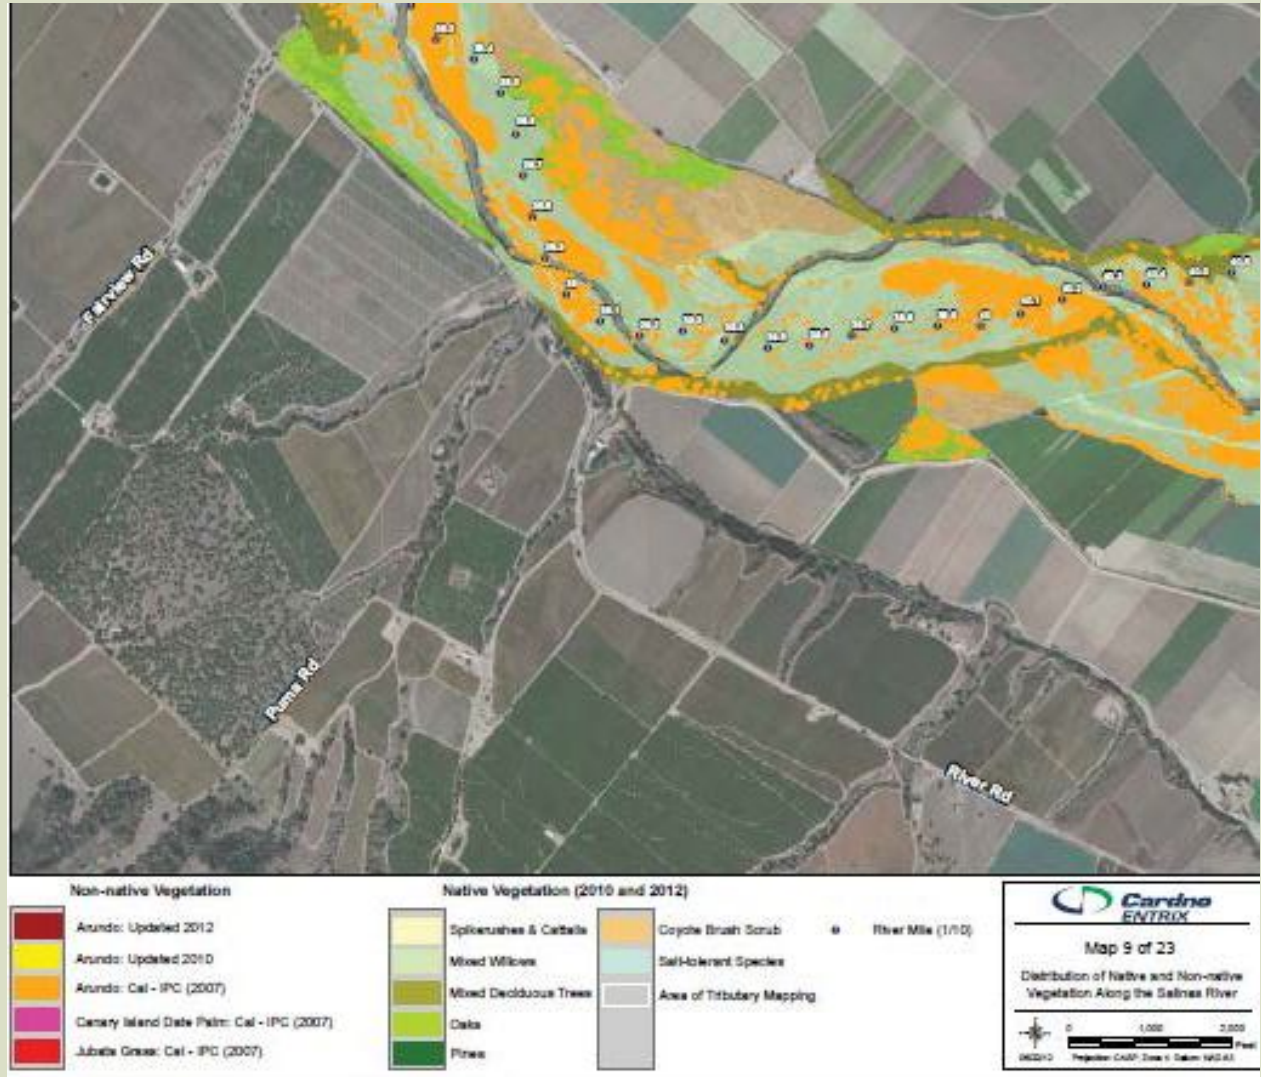 Fairview Rd
Puma Rd
River Rd
Non-native Vegetation
Arundo: Updated 2012
Arundo: Updated 2010
Arundo: Cal - IPC (2007)
Canary Island Date Palm: Cal - IPC (2007)
Jubata Grass: Cal - IPC (2007)
Native Vegetation (2010 and 2012)
Spikerushes & Cattails
Mixed Willows
Mixed Deciduous Trees
Oaks
Pines
Coyote Brush Scrub
Salt-tolerant Species
Area of Tributary Mapping
River Mile (1/10)
Cardno
ENTRIX
Map 9 of 23
Distribution of Native and Non-native
Vegetation Along the Salinas River
0 1,000 2,000
Feet